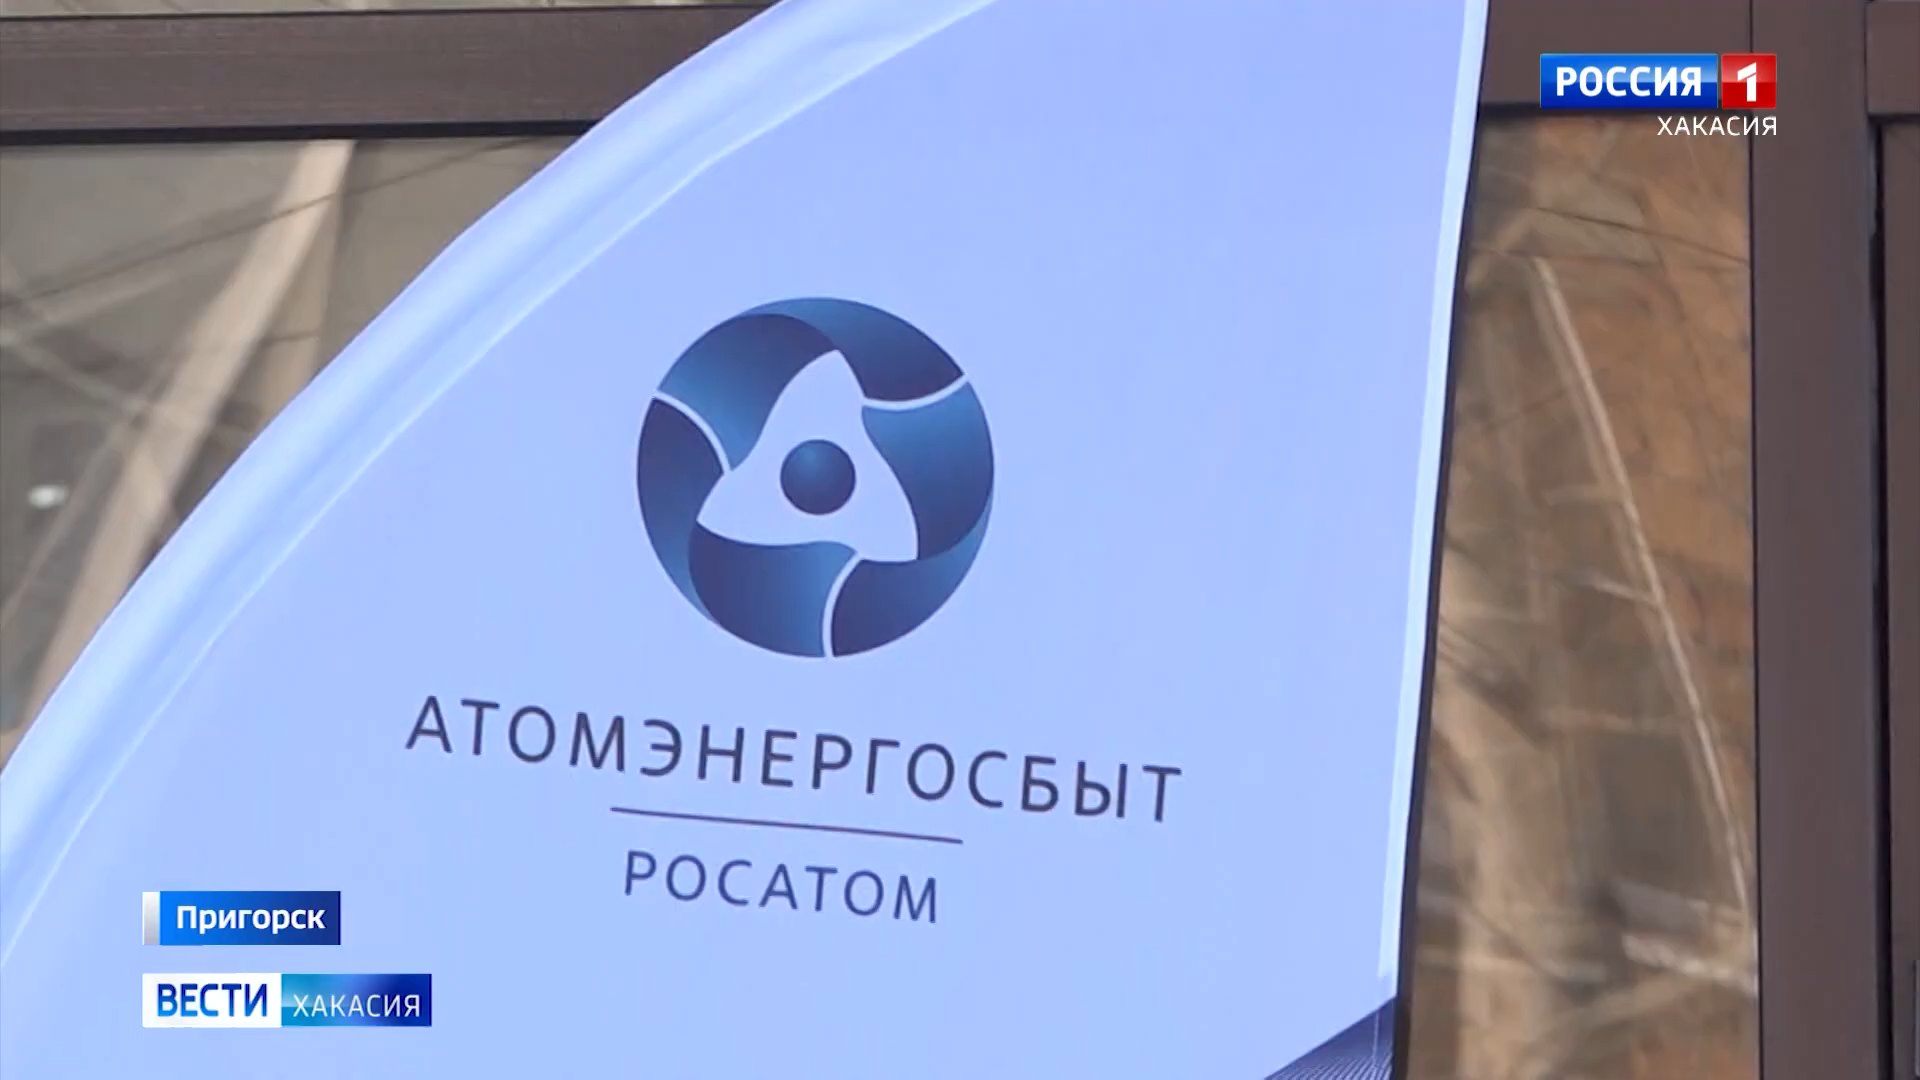 РОССИЯ 1
ХАКАСИЯ
АТОМЭНЕРГОСБЫТ
РОСАТОМ
Пригорск
ВЕСТИ ХАКАСИЯ